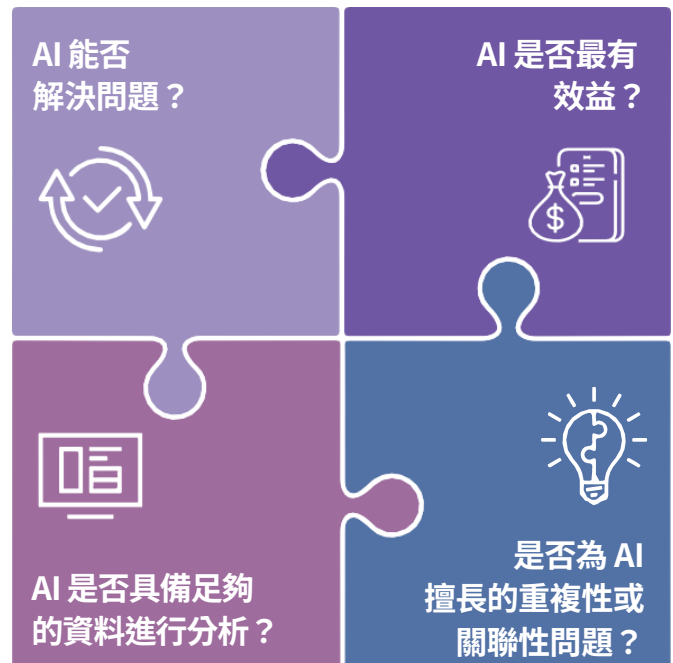 AI 能否
解決問題？
AI 是否最有
效益？
$
AI 是否具備足夠
的資料進行分析？
是否為 AI
擅長的重複性或
關聯性問題？